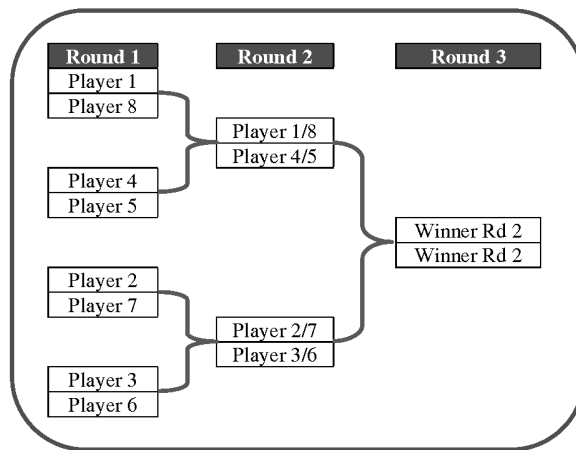 Round 1
Player 1
Player 8
Player 4
Player 5
Player 2
Player 7
Player 3
Player 6
Round 2
Player 1/8
Player 4/5
Player 2/7
Player 3/6
Round 3
Winner Rd 2
Winner Rd 2